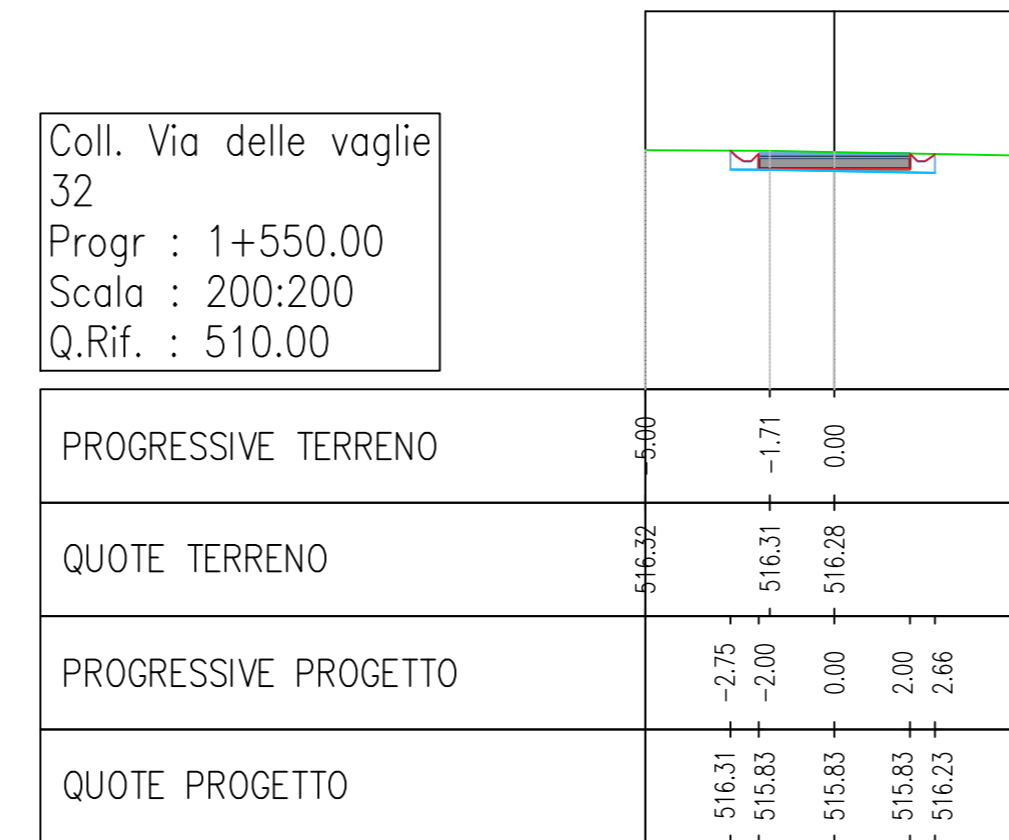 Coll. Via delle vaglie
32
Progr : 1+550.00
Scala : 200:200
Q.Rif. : 510.00
PROGRESSIVE TERRENO -5.00 -1.71 0.00
QUOTE TERRENO 516.32 516.31 516.28
PROGRESSIVE PROGETTO -2.75 -2.00 0.00 2.00 2.66
QUOTE PROGETTO 516.31 515.83 515.83 515.83 516.23